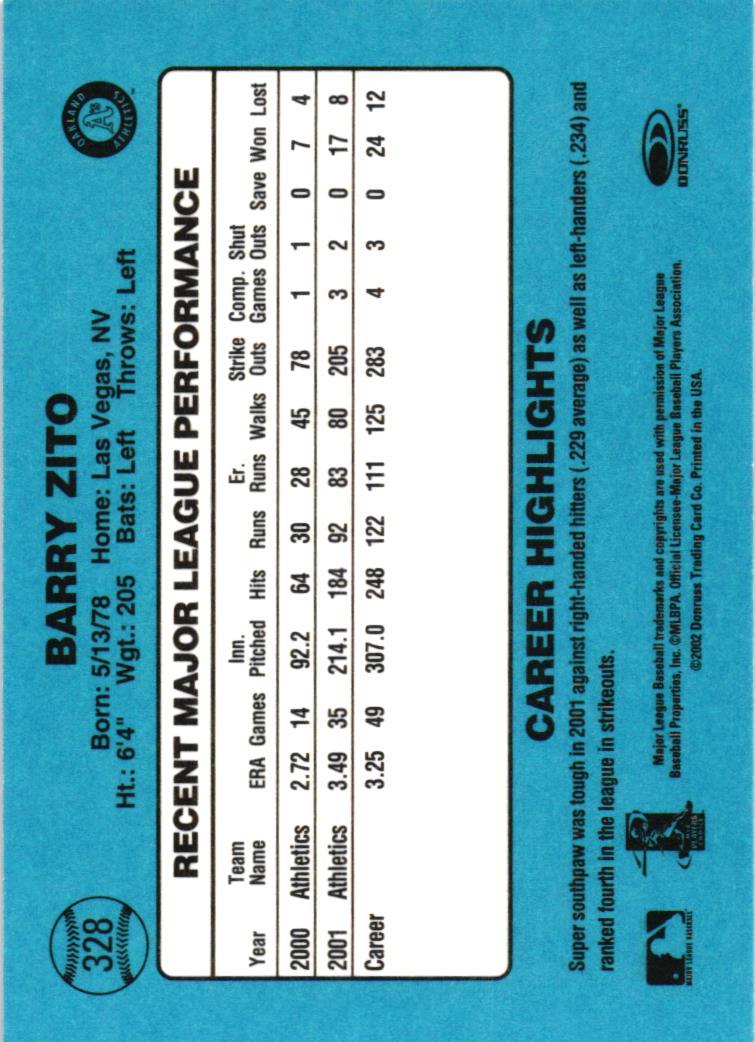 328
BARRY ZITO
Born: 5/13/78 Home: Las Vegas, NV
Ht.: 6'4" Wgt.: 205 Bats: Left Throws: Left
OAKLAND ATHLETICS
A's
TM
RECENT MAJOR LEAGUE PERFORMANCE
Year Team Name ERA Games Inn. Pitched Hits Runs Er. Runs Walks Strike Outs Comp. Games Shut Outs Save Won Lost
2000 Athletics 2.72 14 92.2 64 30 28 45 78 1 1 0 7 4
2001 Athletics 3.49 35 214.1 184 92 83 80 205 3 2 0 17 8
Career 3.25 49 307.0 248 122 111 125 283 4 3 0 24 12
CAREER HIGHLIGHTS
Super southpaw was tough in 2001 against right-handed hitters (.229 average) as well as left-handers (.234) and
ranked fourth in the league in strikeouts.
MAJOR LEAGUE BASEBALL
PLAYERS
Major League Baseball trademarks and copyrights are used with permission of Major League
Baseball Properties, Inc. ©MLBPA. Official Licensee-Major League Baseball Players Association.
©2002 Donruss Trading Card Co. Printed in the USA.
DONRUSS®